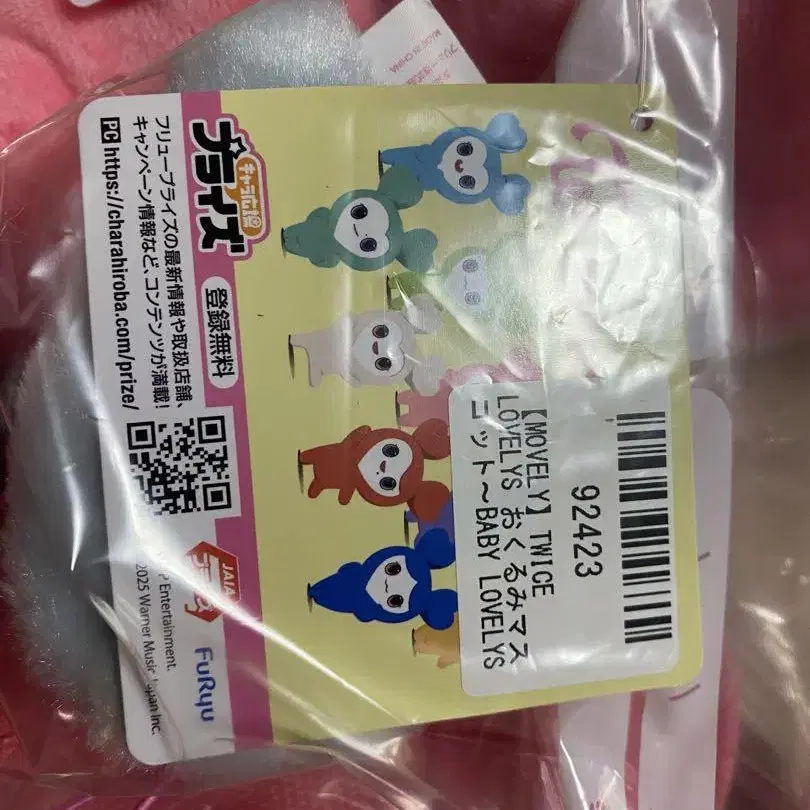 MADE IN CHINA
キャラ広場
プライズ
登録無料
フリュープライズの最新情報や取扱店舗、
キャンペーン情報など、コンテンツが満載!
PC https://charahiroba.com/prize/
JAIA
FuRyu
Entertainment.
2025 Warner Music Japan Inc.
92423
【MOVELY】TWICE
LOVELYS おくるみマス
コット～BABY LOVELYS